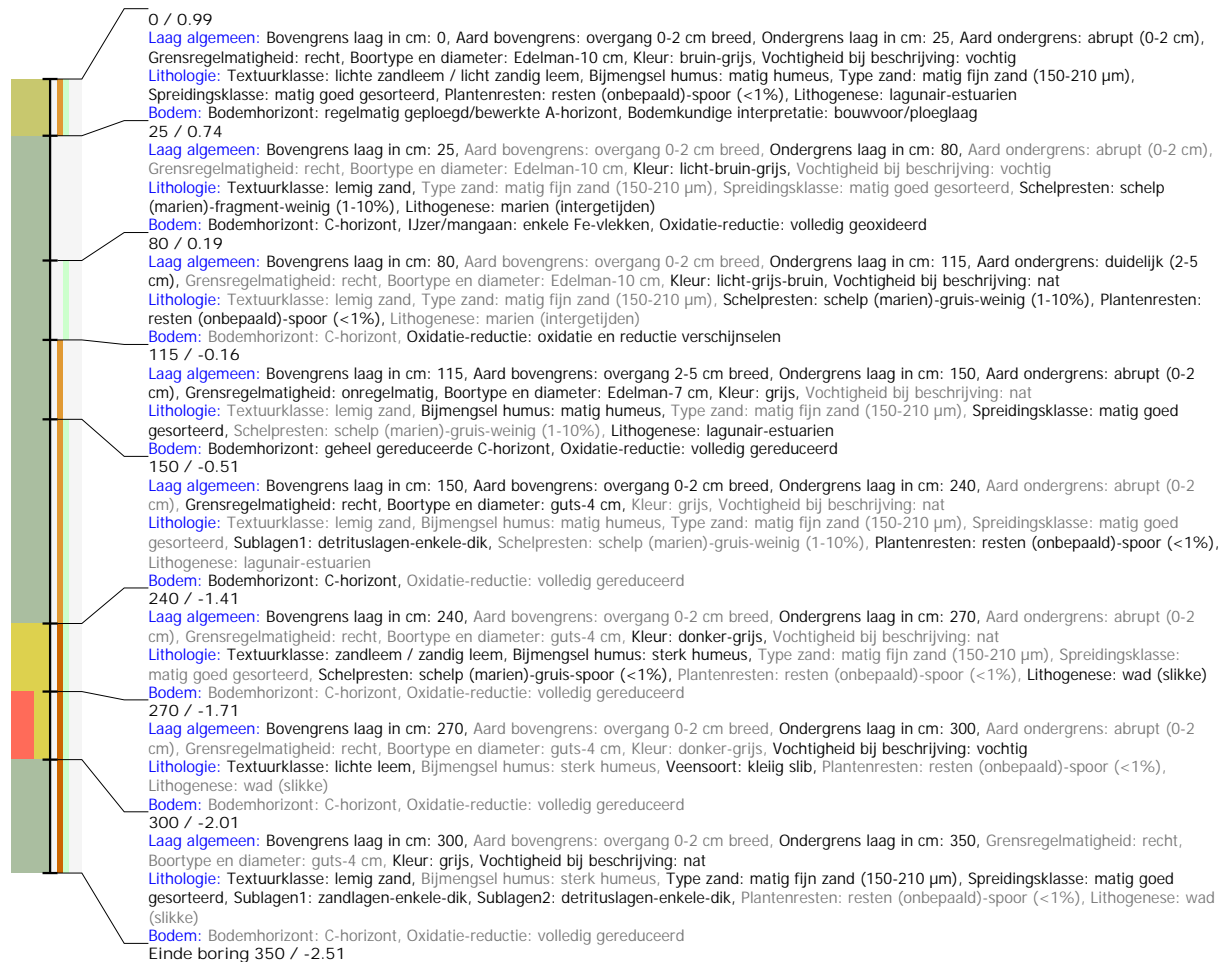 0 / 0.99
Laag algemeen: Bovengrens laag in cm: 0, Aard bovengrens: overgang 0-2 cm breed, Ondergrens laag in cm: 25, Aard ondergrens: abrupt (0-2 cm),
Grensregelmatigheid: recht, Boortype en diameter: Edelman-10 cm, Kleur: bruin-grijs, Vochtigheid bij beschrijving: vochtig
Lithologie: Textuurklasse: lichte zandleem / licht zandig leem, Bijmengsel humus: matig humeus, Type zand: matig fijn zand (150-210 µm),
Spreidingsklasse: matig goed gesorteerd, Plantenresten: resten (onbepaald)-spoor (<1%), Lithogenese: lagunair-estuarien
Bodem: Bodemhorizont: regelmatig geploegd/bewerkte A-horizont, Bodemkundige interpretatie: bouwvoor/ploeglaag
25 / 0.74
Laag algemeen: Bovengrens laag in cm: 25, Aard bovengrens: overgang 0-2 cm breed, Ondergrens laag in cm: 80, Aard ondergrens: abrupt (0-2 cm),
Grensregelmatigheid: recht, Boortype en diameter: Edelman-10 cm, Kleur: licht-bruin-grijs, Vochtigheid bij beschrijving: vochtig
Lithologie: Textuurklasse: lemig zand, Type zand: matig fijn zand (150-210 µm), Spreidingsklasse: matig goed gesorteerd, Schelpresten: schelp
(marien)-fragment-weinig (1-10%), Lithogenese: marien (intergetijden)
Bodem: Bodemhorizont: C-horizont, IJzer/mangaan: enkele Fe-vlekken, Oxidatie-reductie: volledig geoxideerd
80 / 0.19
Laag algemeen: Bovengrens laag in cm: 80, Aard bovengrens: overgang 0-2 cm breed, Ondergrens laag in cm: 115, Aard ondergrens: duidelijk (2-5
cm), Grensregelmatigheid: recht, Boortype en diameter: Edelman-10 cm, Kleur: licht-grijs-bruin, Vochtigheid bij beschrijving: nat
Lithologie: Textuurklasse: lemig zand, Type zand: matig fijn zand (150-210 µm), Schelpresten: schelp (marien)-gruis-weinig (1-10%), Plantenresten:
resten (onbepaald)-spoor (<1%), Lithogenese: marien (intergetijden)
Bodem: Bodemhorizont: C-horizont, Oxidatie-reductie: oxidatie en reductie verschijnselen
115 / -0.16
Laag algemeen: Bovengrens laag in cm: 115, Aard bovengrens: overgang 2-5 cm breed, Ondergrens laag in cm: 150, Aard ondergrens: abrupt (0-2
cm), Grensregelmatigheid: onregelmatig, Boortype en diameter: Edelman-7 cm, Kleur: grijs, Vochtigheid bij beschrijving: nat
Lithologie: Textuurklasse: lemig zand, Bijmengsel humus: matig humeus, Type zand: matig fijn zand (150-210 µm), Spreidingsklasse: matig goed
gesorteerd, Schelpresten: schelp (marien)-gruis-weinig (1-10%), Lithogenese: lagunair-estuarien
Bodem: Bodemhorizont: geheel gereduceerde C-horizont, Oxidatie-reductie: volledig gereduceerd
150 / -0.51
Laag algemeen: Bovengrens laag in cm: 150, Aard bovengrens: overgang 0-2 cm breed, Ondergrens laag in cm: 240, Aard ondergrens: abrupt (0-2
cm), Grensregelmatigheid: recht, Boortype en diameter: guts-4 cm, Kleur: grijs, Vochtigheid bij beschrijving: nat
Lithologie: Textuurklasse: lemig zand, Bijmengsel humus: matig humeus, Type zand: matig fijn zand (150-210 µm), Spreidingsklasse: matig goed
gesorteerd, Sublagen1: detrituslagen-enkele-dik, Schelpresten: schelp (marien)-gruis-weinig (1-10%), Plantenresten: resten (onbepaald)-spoor (<1%),
Lithogenese: lagunair-estuarien
Bodem: Bodemhorizont: C-horizont, Oxidatie-reductie: volledig gereduceerd
240 / -1.41
Laag algemeen: Bovengrens laag in cm: 240, Aard bovengrens: overgang 0-2 cm breed, Ondergrens laag in cm: 270, Aard ondergrens: abrupt (0-2
cm), Grensregelmatigheid: recht, Boortype en diameter: guts-4 cm, Kleur: donker-grijs, Vochtigheid bij beschrijving: nat
Lithologie: Textuurklasse: zandleem / zandig leem, Bijmengsel humus: sterk humeus, Type zand: matig fijn zand (150-210 µm), Spreidingsklasse:
matig goed gesorteerd, Schelpresten: schelp (marien)-gruis-spoor (<1%), Plantenresten: resten (onbepaald)-spoor (<1%), Lithogenese: wad (slikke)
Bodem: Bodemhorizont: C-horizont, Oxidatie-reductie: volledig gereduceerd
270 / -1.71
Laag algemeen: Bovengrens laag in cm: 270, Aard bovengrens: overgang 0-2 cm breed, Ondergrens laag in cm: 300, Aard ondergrens: abrupt (0-2
cm), Grensregelmatigheid: recht, Boortype en diameter: guts-4 cm, Kleur: donker-grijs, Vochtigheid bij beschrijving: vochtig
Lithologie: Textuurklasse: lichte leem, Bijmengsel humus: sterk humeus, Veensoort: kleiig slib, Plantenresten: resten (onbepaald)-spoor (<1%),
Lithogenese: wad (slikke)
Bodem: Bodemhorizont: C-horizont, Oxidatie-reductie: volledig gereduceerd
300 / -2.01
Laag algemeen: Bovengrens laag in cm: 300, Aard bovengrens: overgang 0-2 cm breed, Ondergrens laag in cm: 350, Grensregelmatigheid: recht,
Boortype en diameter: guts-4 cm, Kleur: grijs, Vochtigheid bij beschrijving: nat
Lithologie: Textuurklasse: lemig zand, Bijmengsel humus: sterk humeus, Type zand: matig fijn zand (150-210 µm), Spreidingsklasse: matig goed
gesorteerd, Sublagen1: zandlagen-enkele-dik, Sublagen2: detrituslagen-enkele-dik, Plantenresten: resten (onbepaald)-spoor (<1%), Lithogenese: wad
(slikke)
Bodem: Bodemhorizont: C-horizont, Oxidatie-reductie: volledig gereduceerd
Einde boring 350 / -2.51